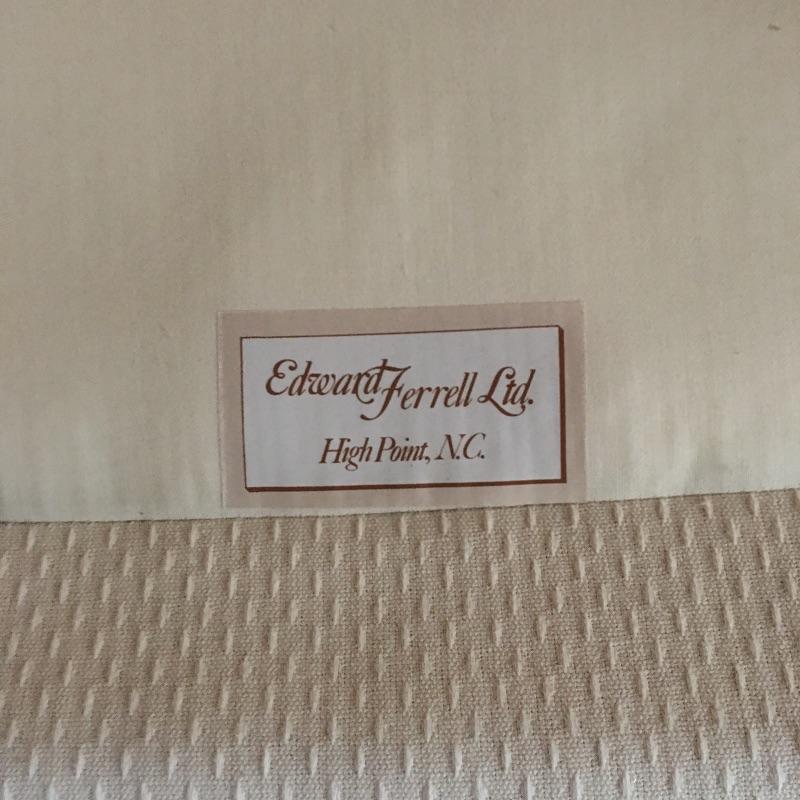 Edward Ferrell Ltd.
High Point, N.C.